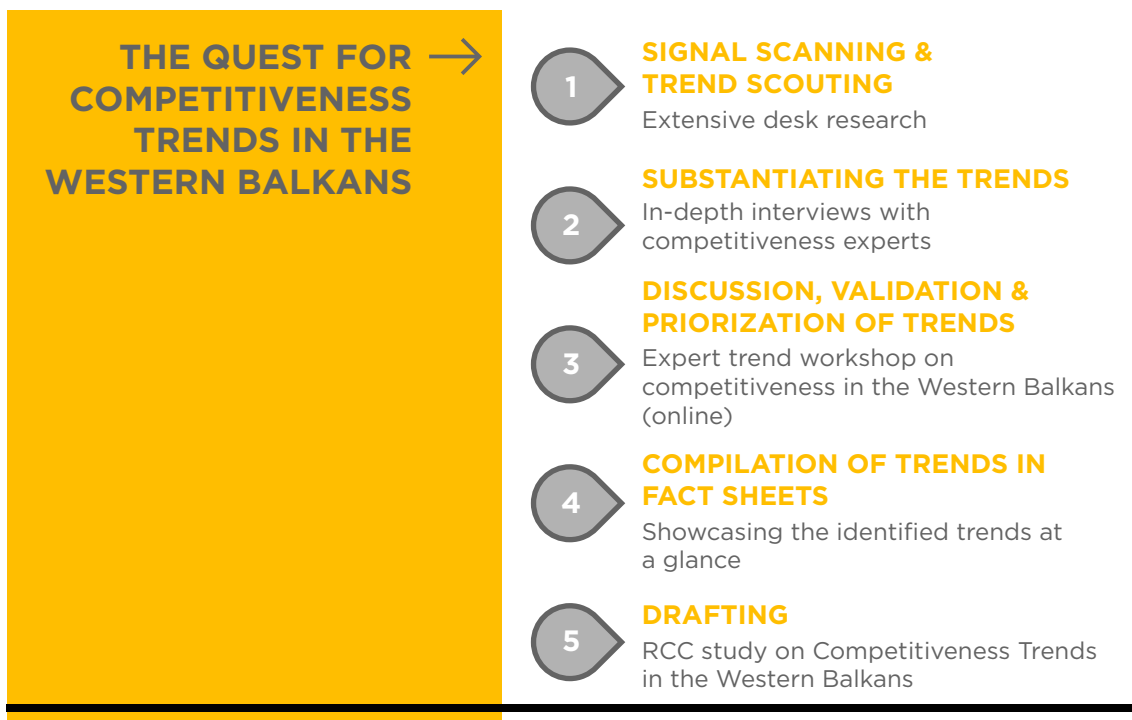 THE QUEST FOR
COMPETITIVENESS
TRENDS IN THE
WESTERN BALKANS
1
SIGNAL SCANNING &
TREND SCOUTING
Extensive desk research
2
SUBSTANTIATING THE TRENDS
In-depth interviews with
competitiveness experts
3
DISCUSSION, VALIDATION &
PRIORIZATION OF TRENDS
Expert trend workshop on
competitiveness in the Western Balkans
(online)
4
COMPILATION OF TRENDS IN
FACT SHEETS
Showcasing the identified trends at
a glance
5
DRAFTING
RCC study on Competitiveness Trends
in the Western Balkans